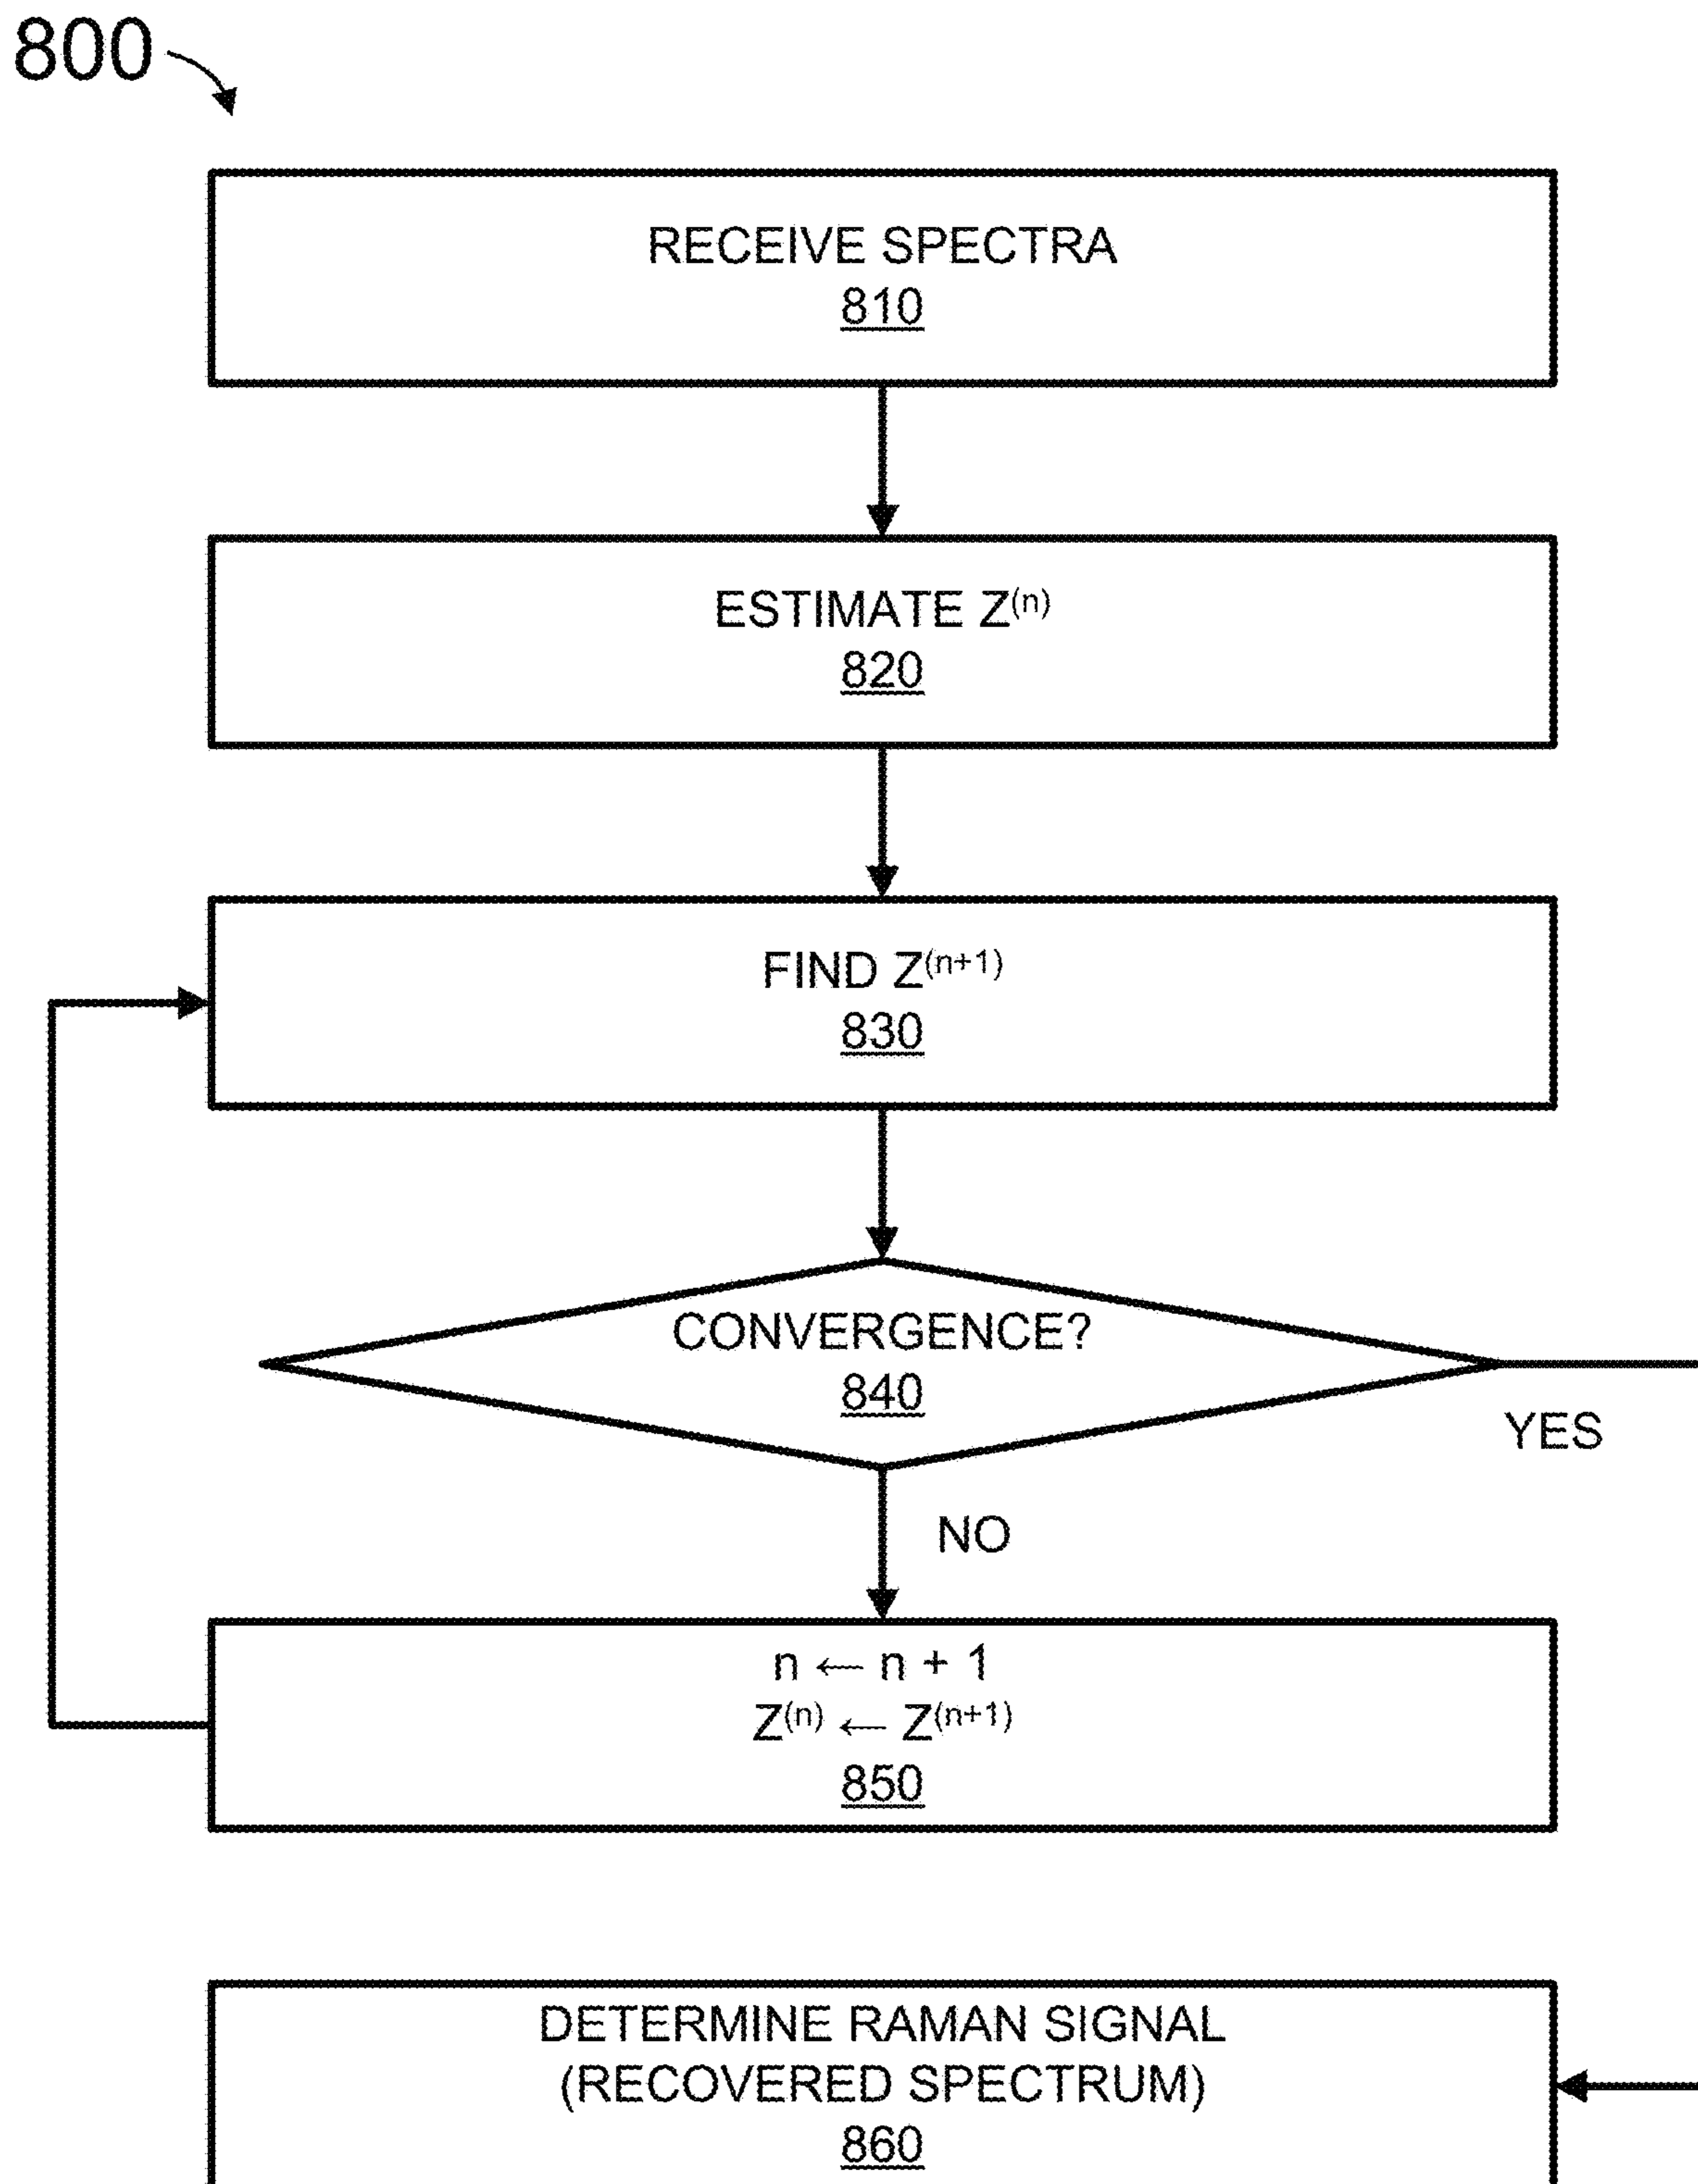 800
RECEIVE SPECTRA
810
ESTIMATE Z⁽ⁿ⁾
820
FIND Z⁽ⁿ⁺¹⁾
830
CONVERGENCE?
840
YES
NO
n ← n + 1
Z⁽ⁿ⁾ ← Z⁽ⁿ⁺¹⁾
850
DETERMINE RAMAN SIGNAL
(RECOVERED SPECTRUM)
860